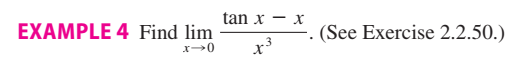 EXAMPLE 4 Find lim x→0 (tan x − x)/x³. (See Exercise 2.2.50.)